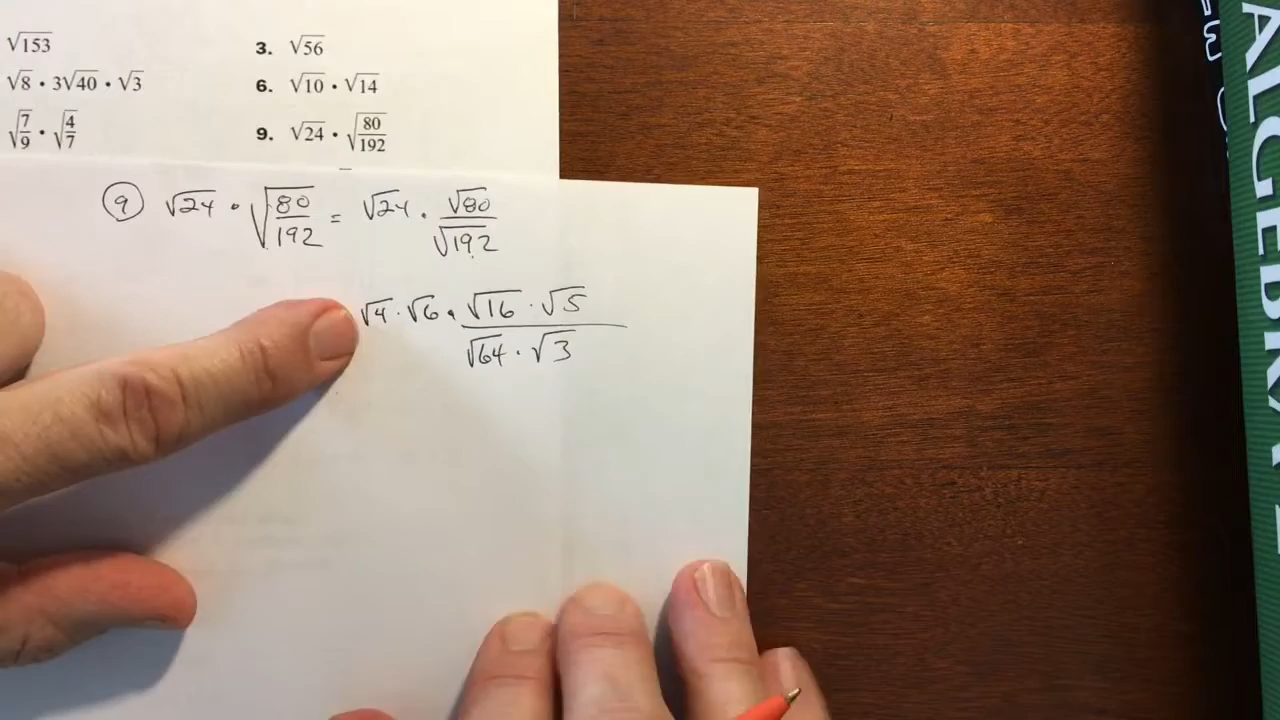 √153 3. √56
√8 • 3√40 • √3 6. √10 • √14
√7/9 • √4/7 9. √24 • √80/192
9 √24 • √80/192 = √24 • √80/√192
√4 · √6 • √16 · √5 / √64 · √3
ALGEBRA